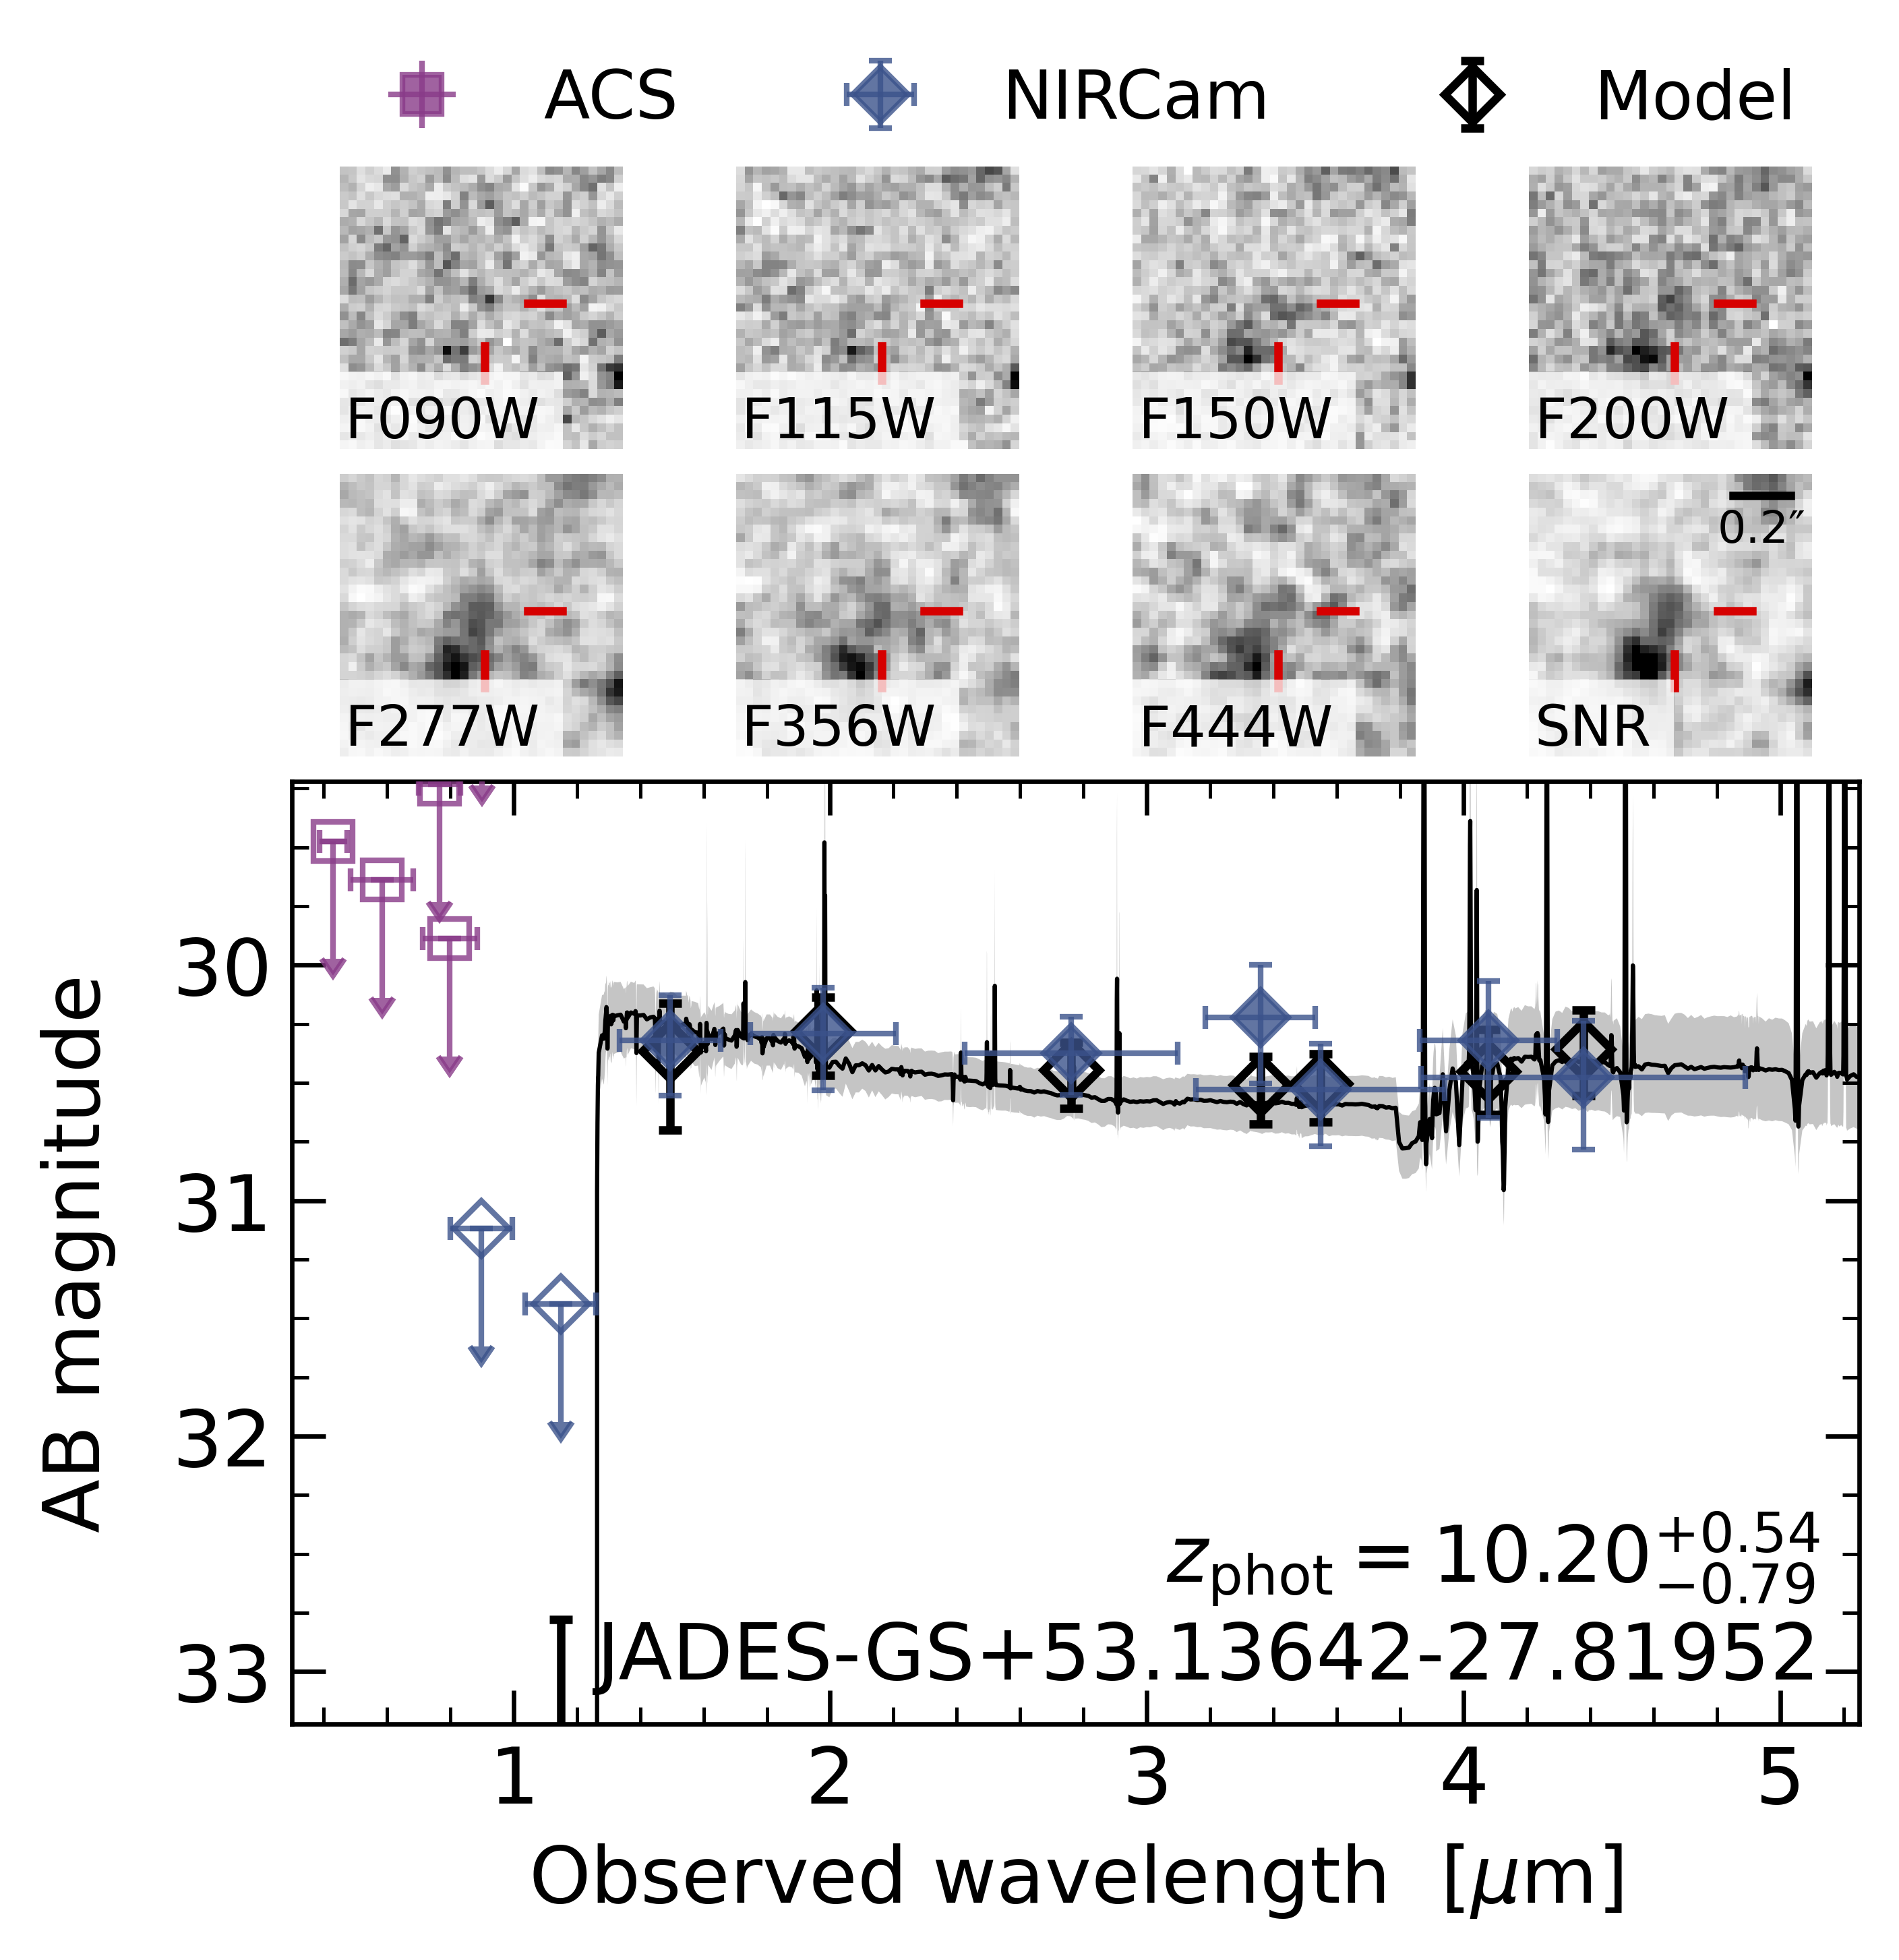 ACS NIRCam Model
F090W F115W F150W F200W
0.2″
F277W F356W F444W SNR
AB magnitude
30
31
32
33
z_phot = 10.20 +0.54 −0.79
JADES-GS+53.13642-27.81952
1 2 3 4 5
Observed wavelength [μm]